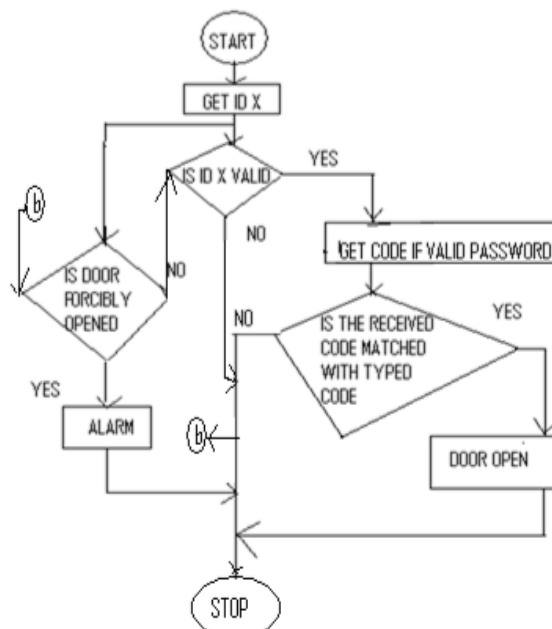 START
GET ID X
IS ID X VALID
YES
b
NO
GET CODE IF VALID PASSWORD
IS DOOR
FORCIBLY
OPENED
NO
NO
IS THE RECEIVED
CODE MATCHED
WITH TYPED
CODE
YES
YES
ALARM
b
DOOR OPEN
STOP